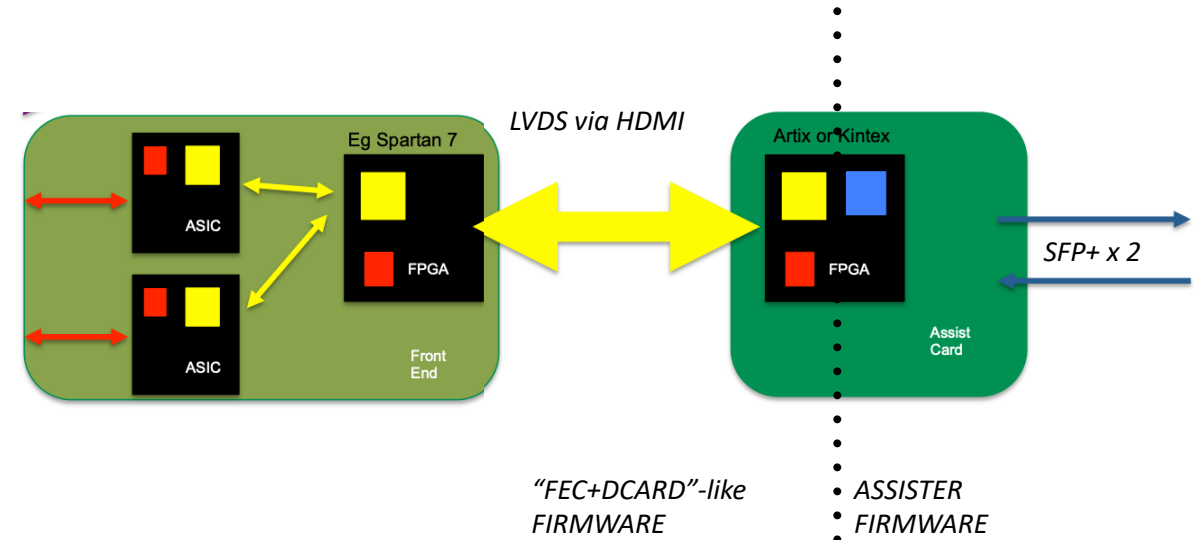 LVDS via HDMI
Eg Spartan 7
Artix or Kintex
ASIC
FPGA
FPGA
SFP+ x 2
Assist
Card
Front
End
ASIC
“FEC+DCARD”-like
FIRMWARE
ASSISTER
FIRMWARE